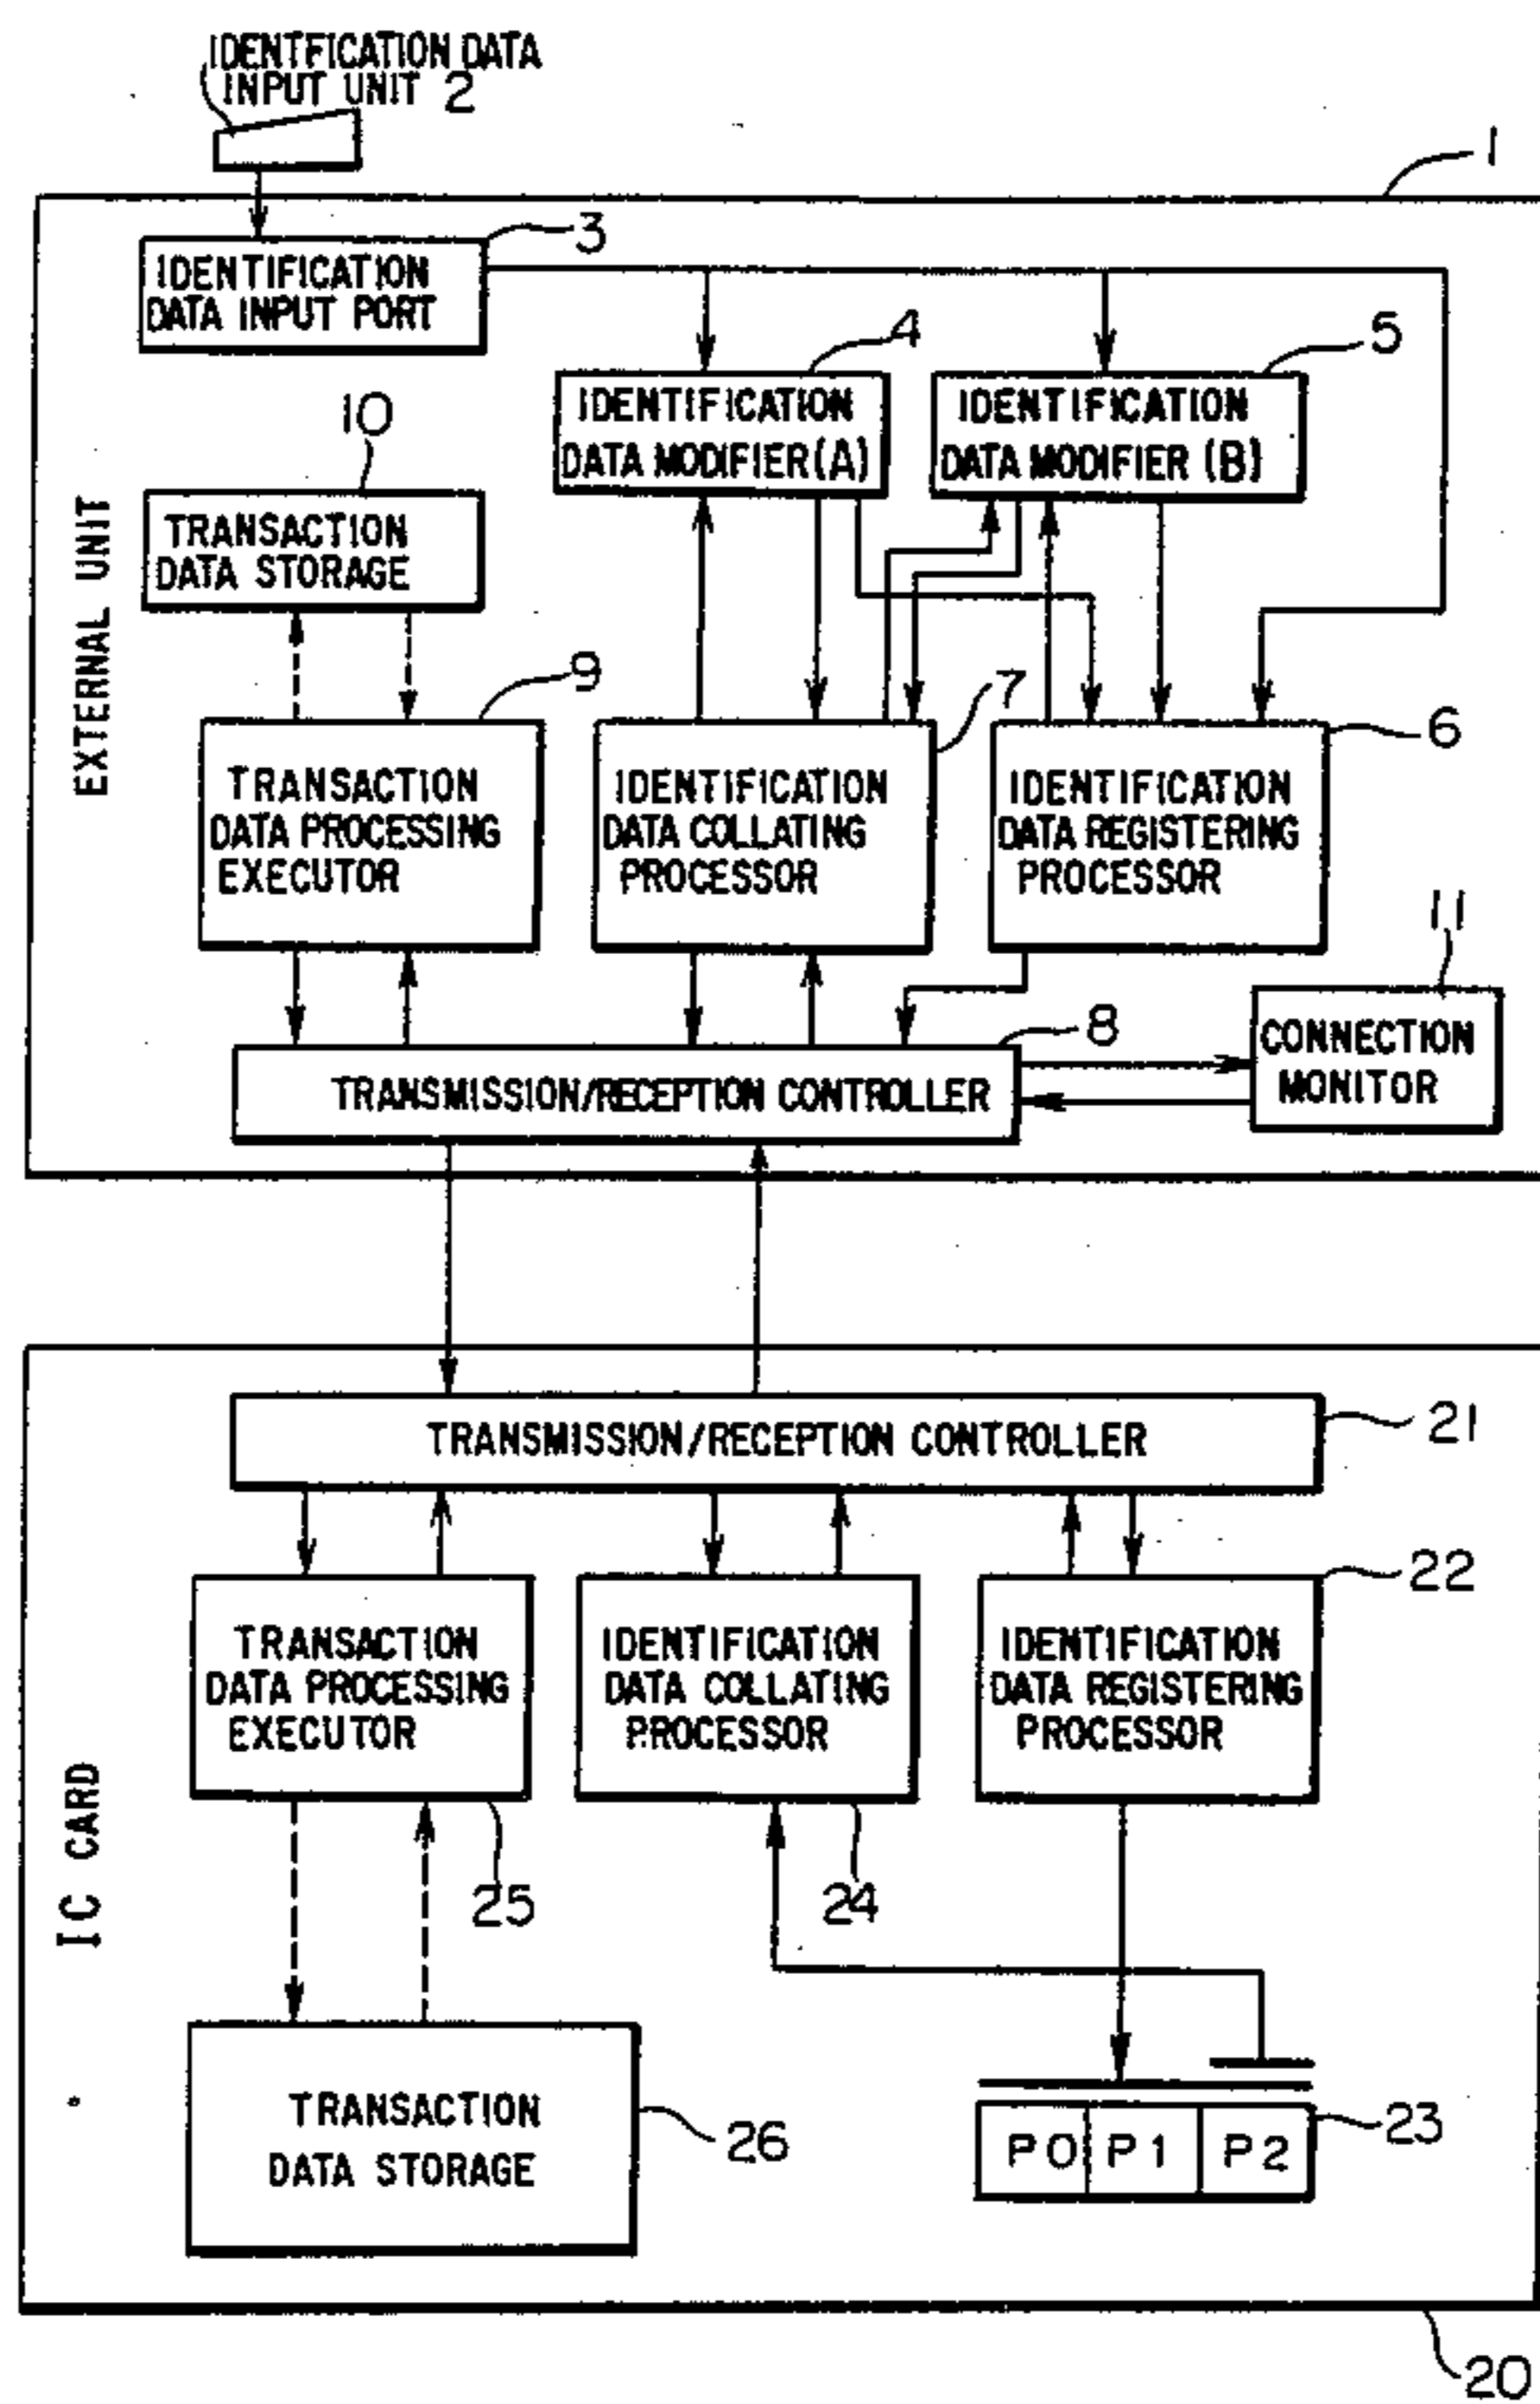 IDENTFICATION DATA
INPUT UNIT 2
1
3
IDENTIFICATION
DATA INPUT PORT
4
5
IDENTIFICATION
DATA MODIFIER (A)
IDENTIFICATION
DATA MODIFIER (B)
10
TRANSACTION
DATA STORAGE
EXTERNAL UNIT
9
7
6
TRANSACTION
DATA PROCESSING
EXECUTOR
IDENTIFICATION
DATA COLLATING
PROCESSOR
IDENTIFICATION
DATA REGISTERING
PROCESSOR
11
8
CONNECTION
MONITOR
TRANSMISSION/RECEPTION CONTROLLER
TRANSMISSION/RECEPTION CONTROLLER
21
22
TRANSACTION
DATA PROCESSING
EXECUTOR
IDENTIFICATION
DATA COLLATING
PROCESSOR
IDENTIFICATION
DATA REGISTERING
PROCESSOR
IC CARD
25
24
TRANSACTION
DATA STORAGE
26
P0 P1 P2
23
20